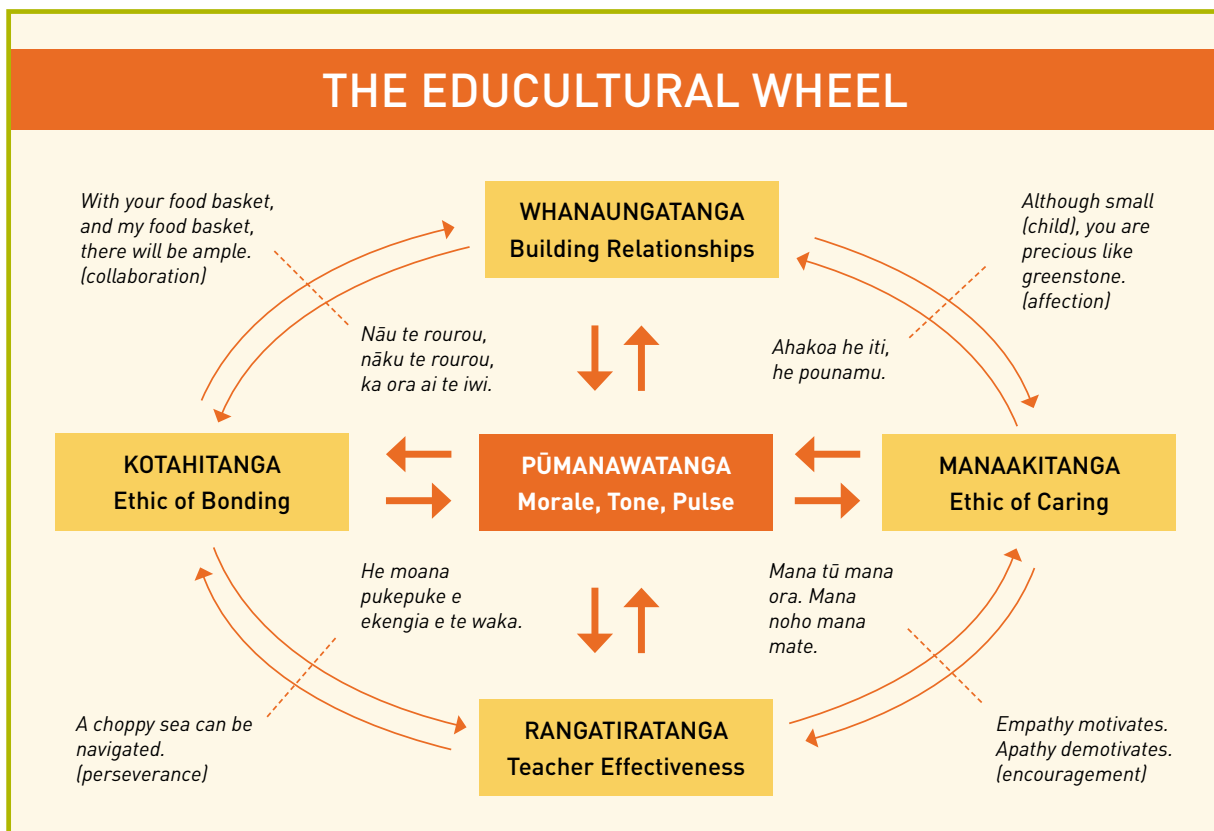 THE EDUCULTURAL WHEEL
With your food basket,
and my food basket,
there will be ample.
(collaboration)
WHANAUNGATANGA
Building Relationships
Although small
(child), you are
precious like
greenstone.
(affection)
Nāu te rourou,
nāku te rourou,
ka ora ai te iwi.
Ahakoa he iti,
he pounamu.
KOTAHITANGA
Ethic of Bonding
PŪMANAWATANGA
Morale, Tone, Pulse
MANAAKITANGA
Ethic of Caring
He moana
pukepuke e
ekengia e te waka.
Mana tū mana
ora. Mana
noho mana
mate.
A choppy sea can be
navigated.
(perseverance)
RANGATIRATANGA
Teacher Effectiveness
Empathy motivates.
Apathy demotivates.
(encouragement)